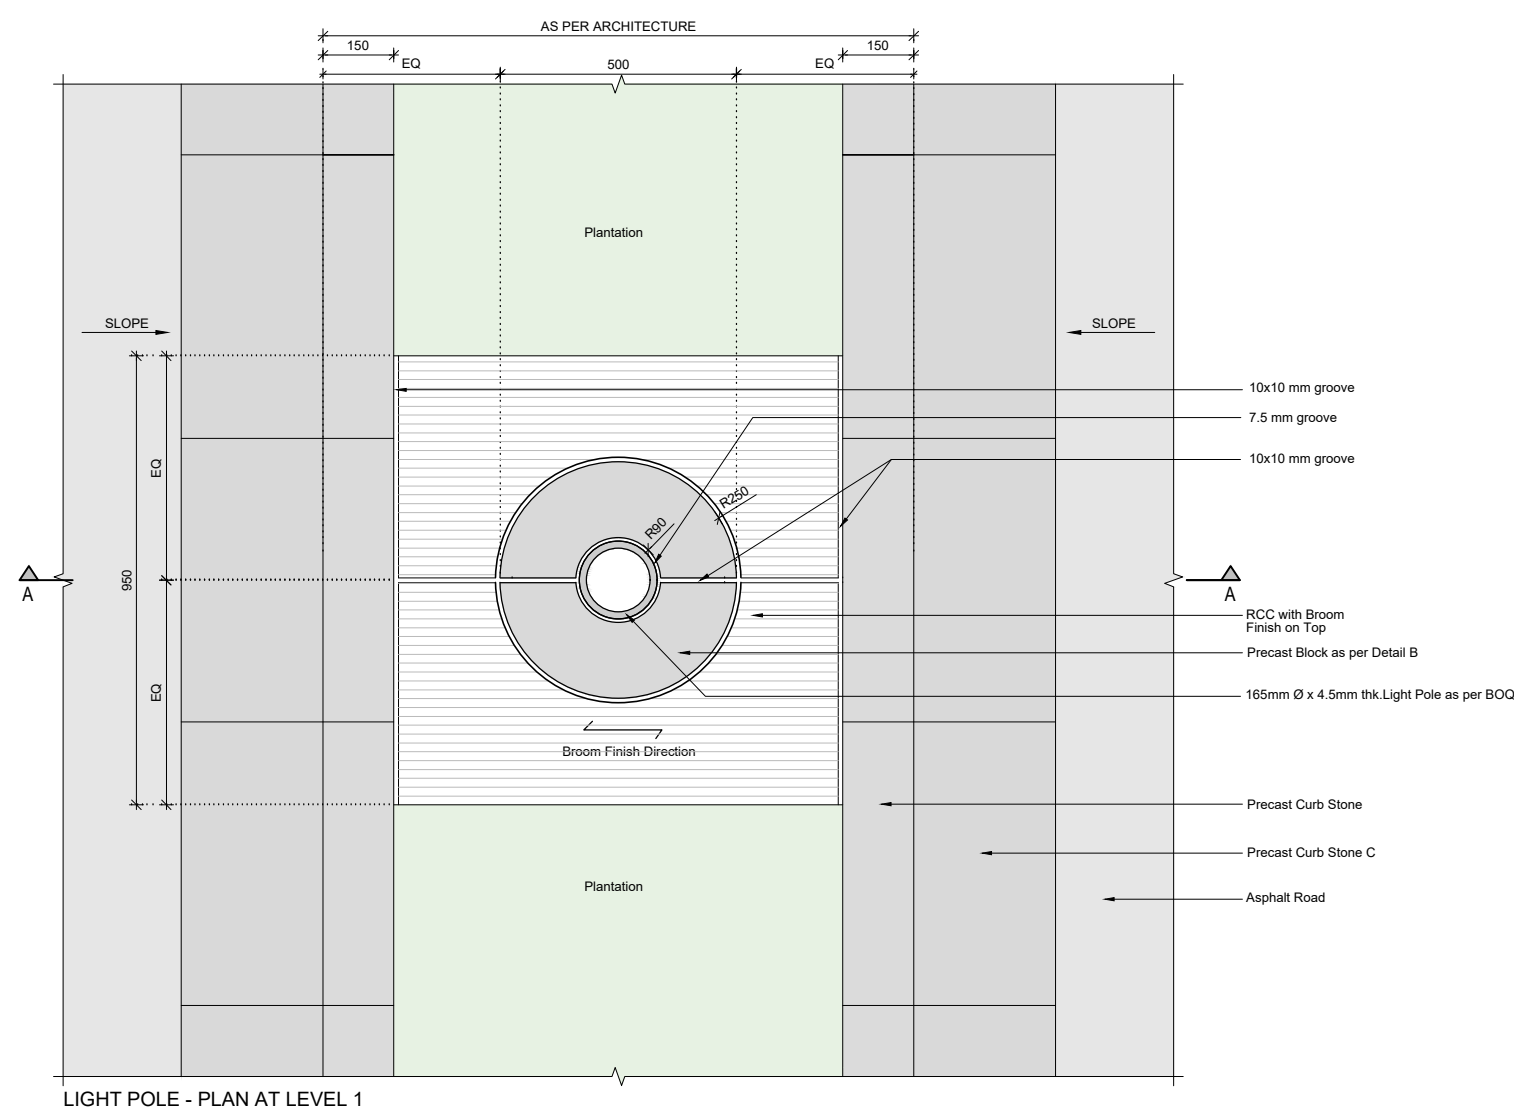 AS PER ARCHITECTURE
150
150
EQ
500
EQ
Plantation
SLOPE
SLOPE
10x10 mm groove
7.5 mm groove
10x10 mm groove
EQ
R250
R90
950
A
A
RCC with Broom
Finish on Top
Precast Block as per Detail B
165mm Ø x 4.5mm thk.Light Pole as per BOQ
EQ
Broom Finish Direction
Precast Curb Stone
Precast Curb Stone C
Plantation
Asphalt Road
LIGHT POLE - PLAN AT LEVEL 1